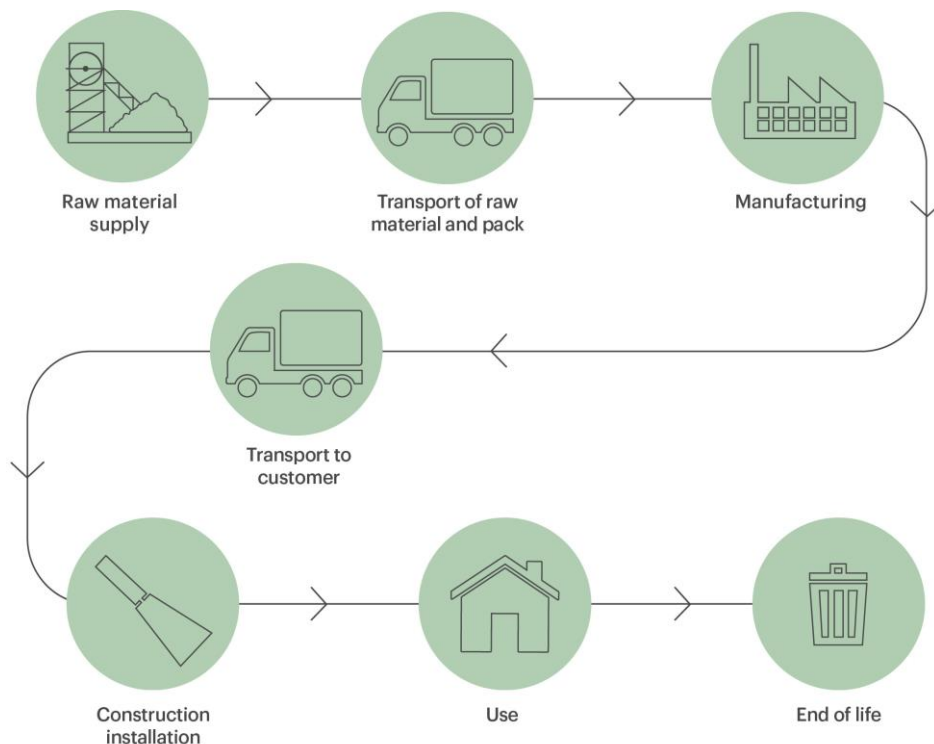 Raw material
supply
Transport of raw
material and pack
Manufacturing
Transport to
customer
Construction
installation
Use
End of life